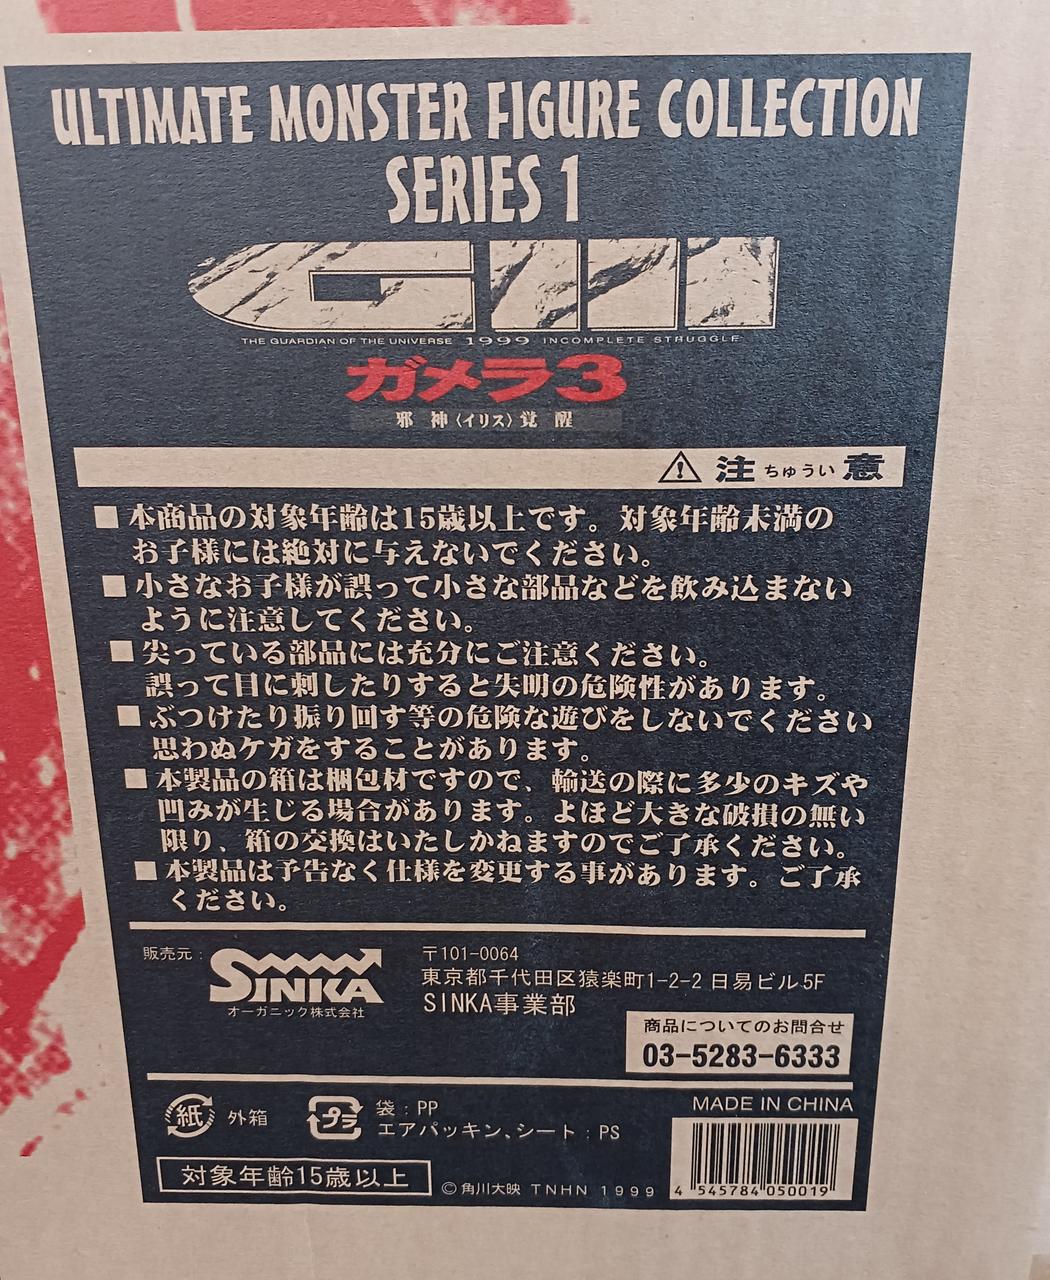 ULTIMATE MONSTER FIGURE COLLECTION
SERIES 1
GIII
THE GUARDIAN OF THE UNIVERSE 1999 INCOMPLETE STRUGGLE
ガメラ3
邪神〈イリス〉覚醒
⚠ 注 ちゅうい 意
■本商品の対象年齢は15歳以上です。対象年齢未満の
お子様には絶対に与えないでください。
■小さなお子様が誤って小さな部品などを飲み込まない
ように注意してください。
■尖っている部品には充分にご注意ください。
誤って目に刺したりすると失明の危険性があります。
■ぶつけたり振り回す等の危険な遊びをしないでください
思わぬケガをすることがあります。
■本製品の箱は梱包材ですので、輸送の際に多少のキズや
凹みが生じる場合があります。よほど大きな破損の無い
限り、箱の交換はいたしかねますのでご了承ください。
■本製品は予告なく仕様を変更する事があります。ご了承
ください。
販売元:
SINKA
オーガニック株式会社
〒101-0064
東京都千代田区猿楽町1-2-2 日易ビル5F
SINKA事業部
商品についてのお問合せ
03-5283-6333
紙 外箱
プラ 袋:PP
エアパッキン、シート:PS
MADE IN CHINA
対象年齢15歳以上
©角川大映 TNHN 1999
4 545784 050019